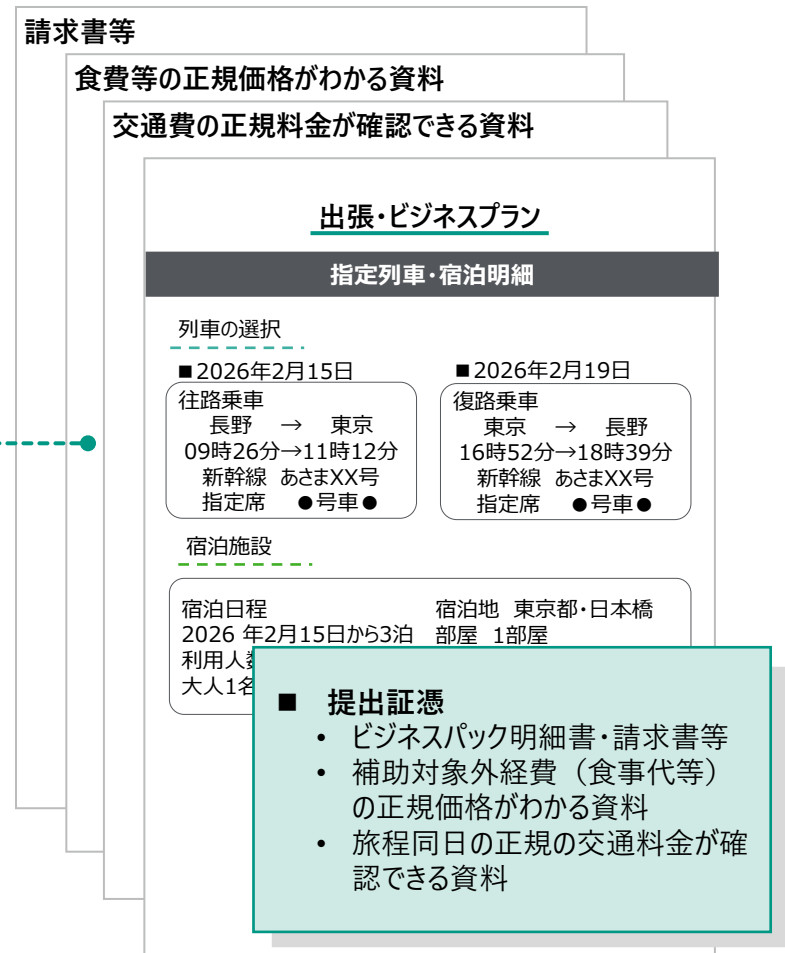 請求書等
食費等の正規価格がわかる資料
交通費の正規料金が確認できる資料
出張・ビジネスプラン
指定列車・宿泊明細
列車の選択
■2026年2月15日
往路乗車
長野 → 東京
09時26分→11時12分
新幹線 あさまXX号
指定席 ●号車●
■2026年2月19日
復路乗車
東京 → 長野
16時52分→18時39分
新幹線 あさまXX号
指定席 ●号車●
宿泊施設
宿泊日程
2026 年2月15日から3泊
利用人数
大人1名
宿泊地 東京都・日本橋
部屋 1部屋
■ 提出証憑
• ビジネスパック明細書・請求書等
• 補助対象外経費（食事代等）
の正規価格がわかる資料
• 旅程同日の正規の交通料金が確
認できる資料